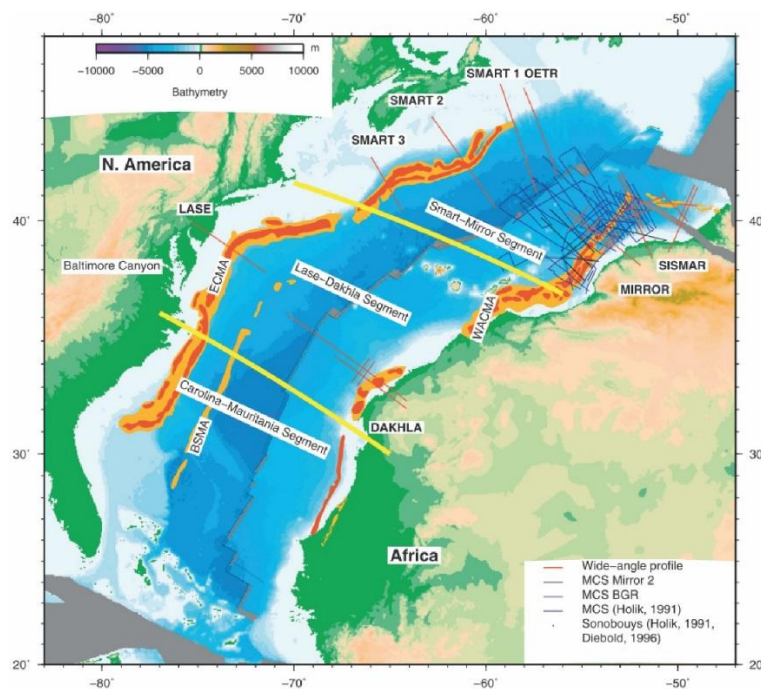 −80˚ −70˚ −60˚ −50˚
m
−10000 −5000 0 5000 10000
Bathymetry
SMART 1 OETR
SMART 2
SMART 3
N. America
40˚ 40˚
LASE
Smart−Mirror Segment
Baltimore Canyon
ECMA
Lase−Dakhla Segment
SISMAR
MIRROR
WACMA
Carolina−Mauritania Segment
DAKHLA
30˚ 30˚
BSMA
Africa
Wide−angle profile
MCS Mirror 2
MCS BGR
MCS (Holik, 1991)
Sonobouys (Holik, 1991,
Diebold, 1996)
20˚ 20˚
−80˚ −70˚ −60˚ −50˚